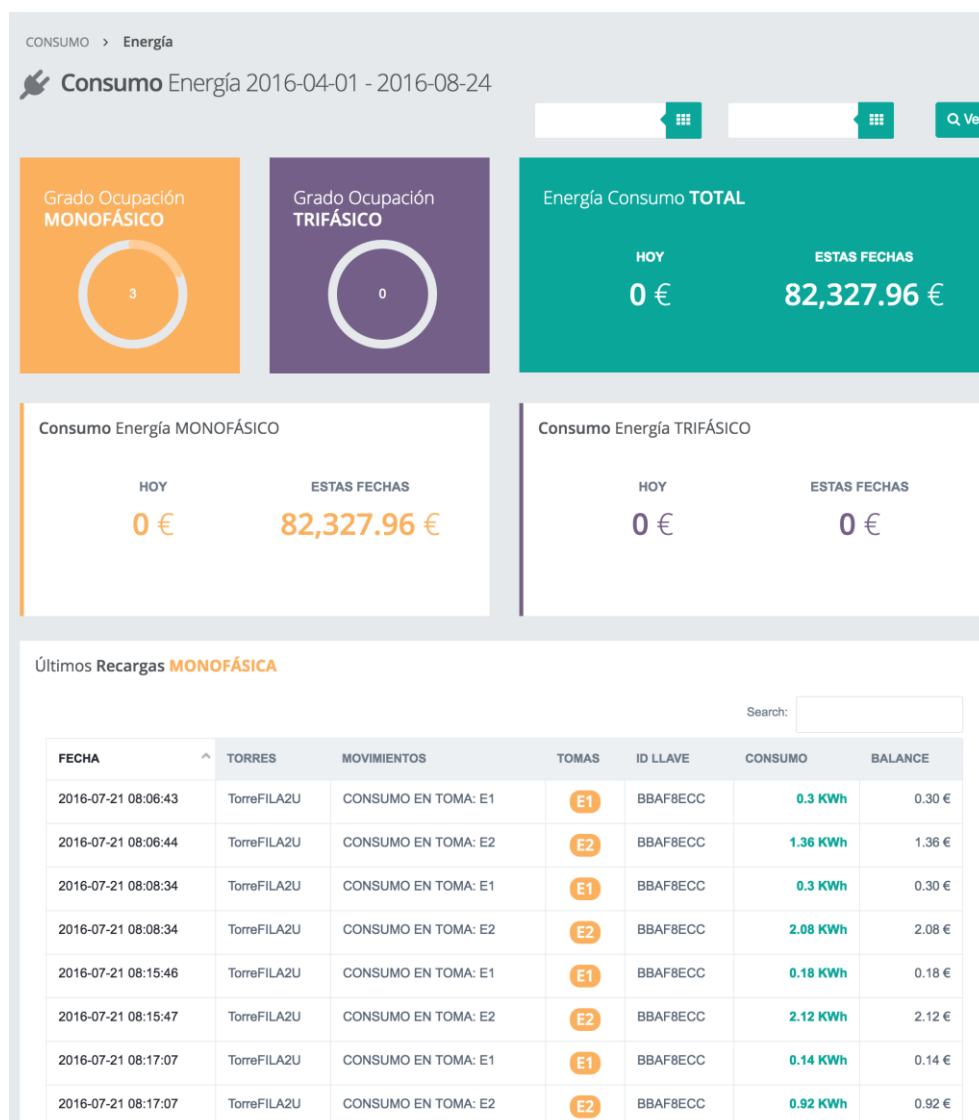 CONSUMO > Energía
Consumo Energía 2016-04-01 - 2016-08-24
Ve
Grado Ocupación
MONOFÁSICO
3
Grado Ocupación
TRIFÁSICO
0
Energía Consumo TOTAL
HOY ESTAS FECHAS
0 € 82,327.96 €
Consumo Energía MONOFÁSICO
HOY ESTAS FECHAS
0 € 82,327.96 €
Consumo Energía TRIFÁSICO
HOY ESTAS FECHAS
0 € 0 €
Últimos Recargas MONOFÁSICA
Search:
FECHA TORRES MOVIMIENTOS TOMAS ID LLAVE CONSUMO BALANCE
2016-07-21 08:06:43 TorreFILA2U CONSUMO EN TOMA: E1 E1 BBAF8ECC 0.3 KWh 0.30 €
2016-07-21 08:06:44 TorreFILA2U CONSUMO EN TOMA: E2 E2 BBAF8ECC 1.36 KWh 1.36 €
2016-07-21 08:08:34 TorreFILA2U CONSUMO EN TOMA: E1 E1 BBAF8ECC 0.3 KWh 0.30 €
2016-07-21 08:08:34 TorreFILA2U CONSUMO EN TOMA: E2 E2 BBAF8ECC 2.08 KWh 2.08 €
2016-07-21 08:15:46 TorreFILA2U CONSUMO EN TOMA: E1 E1 BBAF8ECC 0.18 KWh 0.18 €
2016-07-21 08:15:47 TorreFILA2U CONSUMO EN TOMA: E2 E2 BBAF8ECC 2.12 KWh 2.12 €
2016-07-21 08:17:07 TorreFILA2U CONSUMO EN TOMA: E1 E1 BBAF8ECC 0.14 KWh 0.14 €
2016-07-21 08:17:07 TorreFILA2U CONSUMO EN TOMA: E2 E2 BBAF8ECC 0.92 KWh 0.92 €